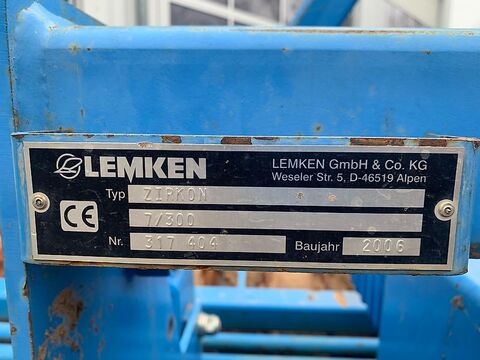 LEMKEN
LEMKEN GmbH & Co. KG
Weseler Str. 5, D-46519 Alpen
Typ ZIRKON
CE 7/300
Nr. 317 404 Baujahr 2006